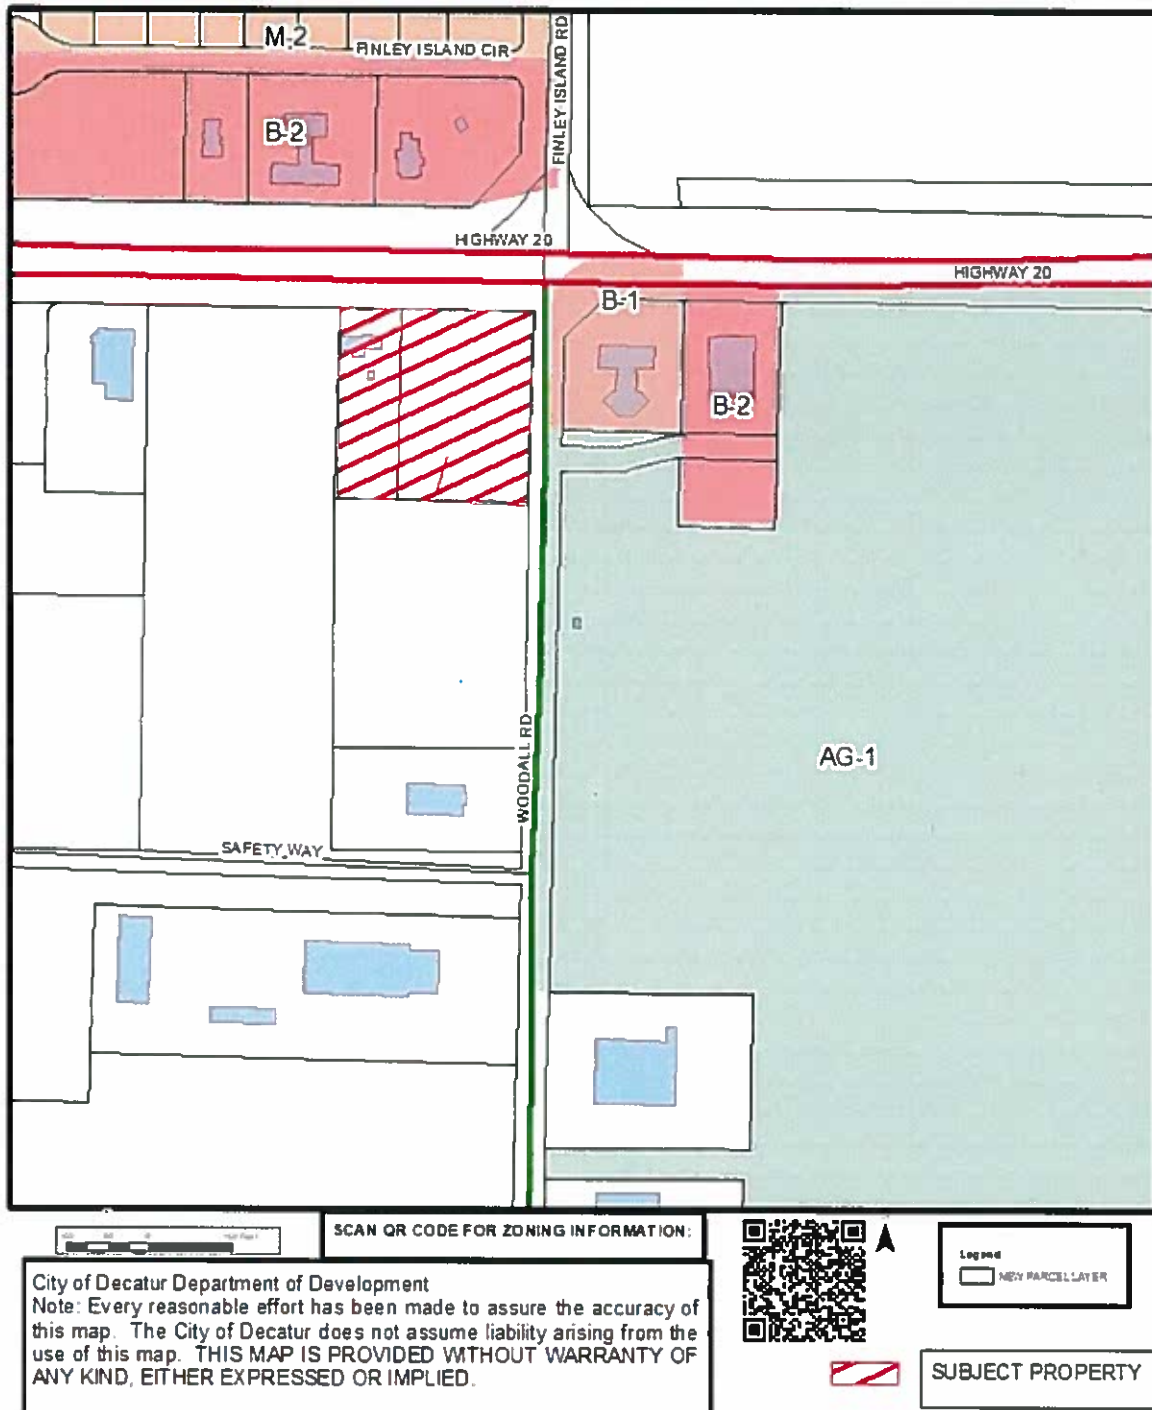 M-2
FINLEY ISLAND CIR
FINLEY ISLAND RD
B-2
HIGHWAY 20
HIGHWAY 20
B-1
B-2
WOODALL RD
AG-1
SAFETY WAY
SCAN QR CODE FOR ZONING INFORMATION:
Legend
NEW PARCEL LAYER
City of Decatur Department of Development
Note: Every reasonable effort has been made to assure the accuracy of
this map. The City of Decatur does not assume liability arising from the
use of this map. THIS MAP IS PROVIDED WITHOUT WARRANTY OF
ANY KIND, EITHER EXPRESSED OR IMPLIED.
SUBJECT PROPERTY